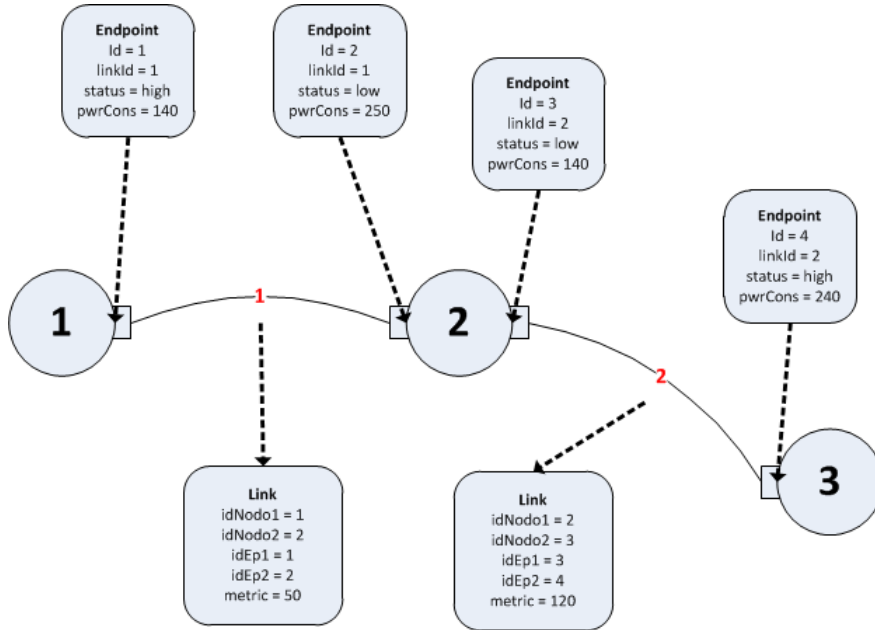 Endpoint
Id = 1
linkId = 1
status = high
pwrCons = 140
Endpoint
Id = 2
linkId = 1
status = low
pwrCons = 250
Endpoint
Id = 3
linkId = 2
status = low
pwrCons = 140
Endpoint
Id = 4
linkId = 2
status = high
pwrCons = 240
1
1
2
2
3
Link
idNodo1 = 1
idNodo2 = 2
idEp1 = 1
idEp2 = 2
metric = 50
Link
idNodo1 = 2
idNodo2 = 3
idEp1 = 3
idEp2 = 4
metric = 120